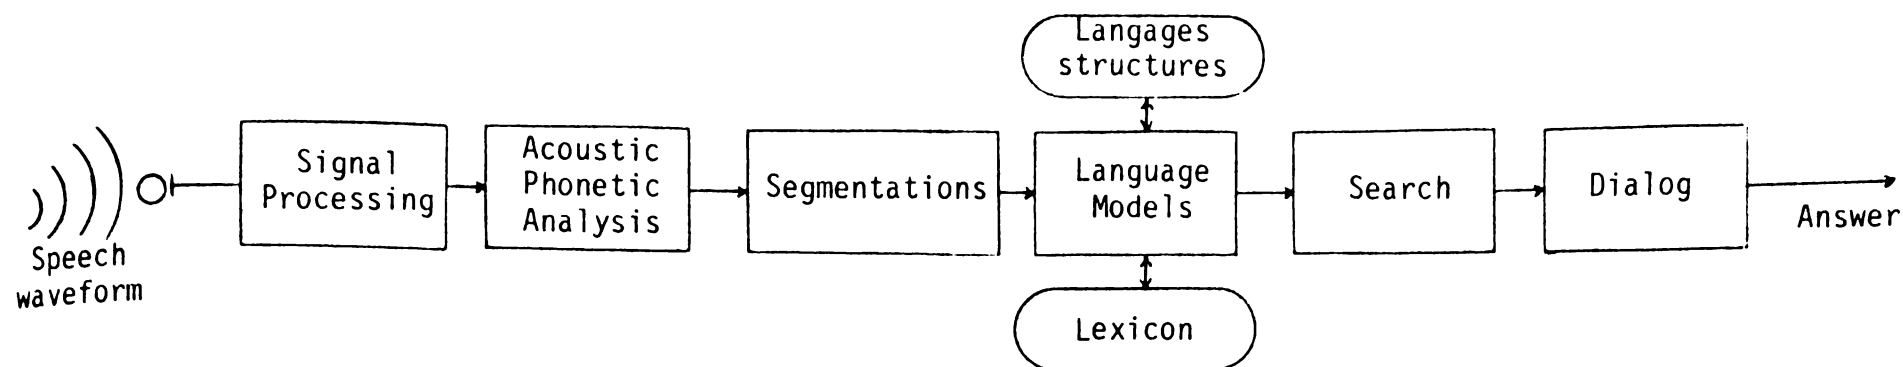 Langages
structures
Signal
Processing
Acoustic
Phonetic
Analysis
Segmentations
Language
Models
Search
Dialog
Answer
Speech
waveform
Lexicon